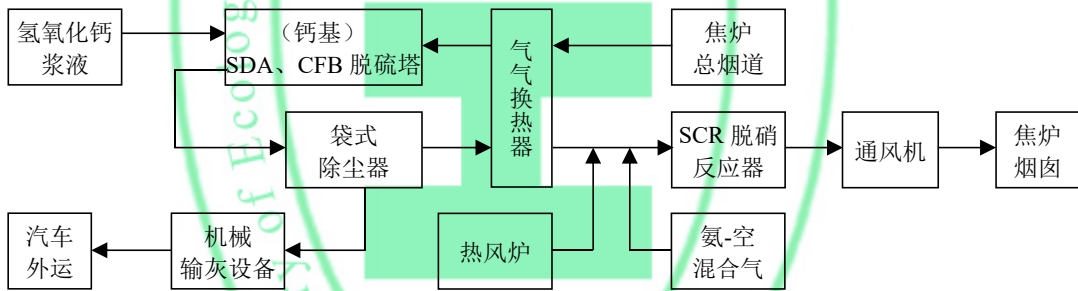 氢氧化钙
浆液
（钙基）
SDA、CFB 脱硫塔
气
气
换
热
器
焦炉
总烟道
袋式
除尘器
SCR 脱硝
反应器
通风机
焦炉
烟囱
汽车
外运
机械
输灰设备
热风炉
氨-空
混合气
y of Ecolog